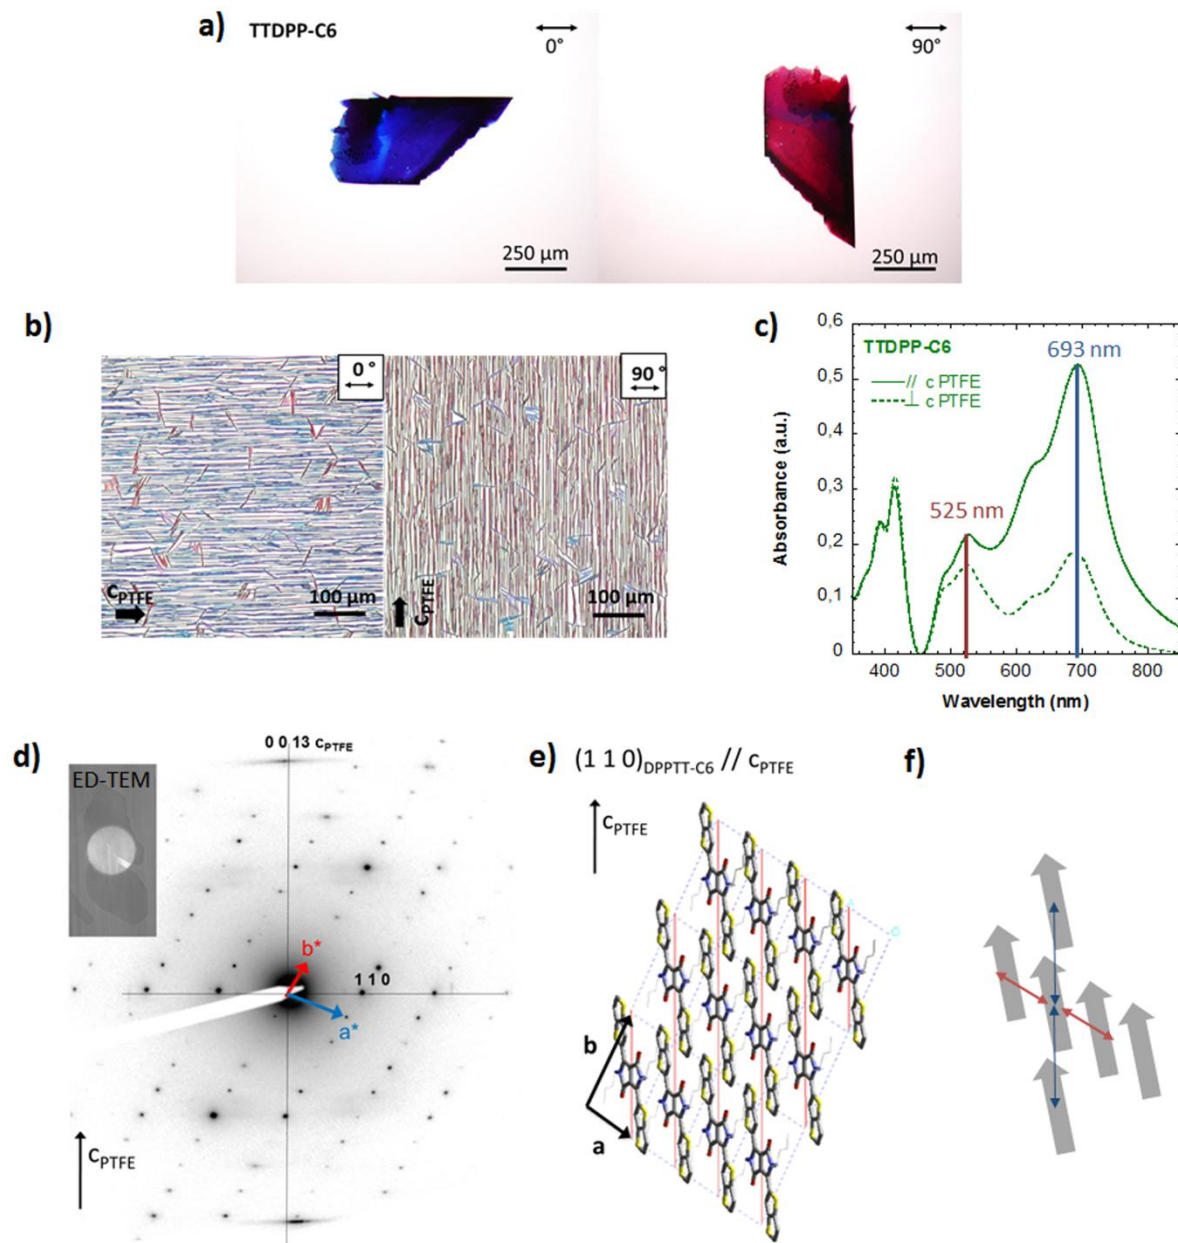 a)
TTDPP-C6
0°
90°
250 µm
250 µm
b)
0 °
90 °
cPTFE
100 µm
cPTFE
100 µm
c)
0,6
0,5
0,4
0,3
0,2
0,1
0
TTDPP-C6
// c PTFE
⊥ c PTFE
693 nm
525 nm
Absorbance (a.u.)
400
500
600
700
800
Wavelength (nm)
d)
ED-TEM
0 0 13 cPTFE
b*
1 1 0
a*
cPTFE
e)
(1 1 0)DPPTT-C6 // cPTFE
cPTFE
b
a
f)